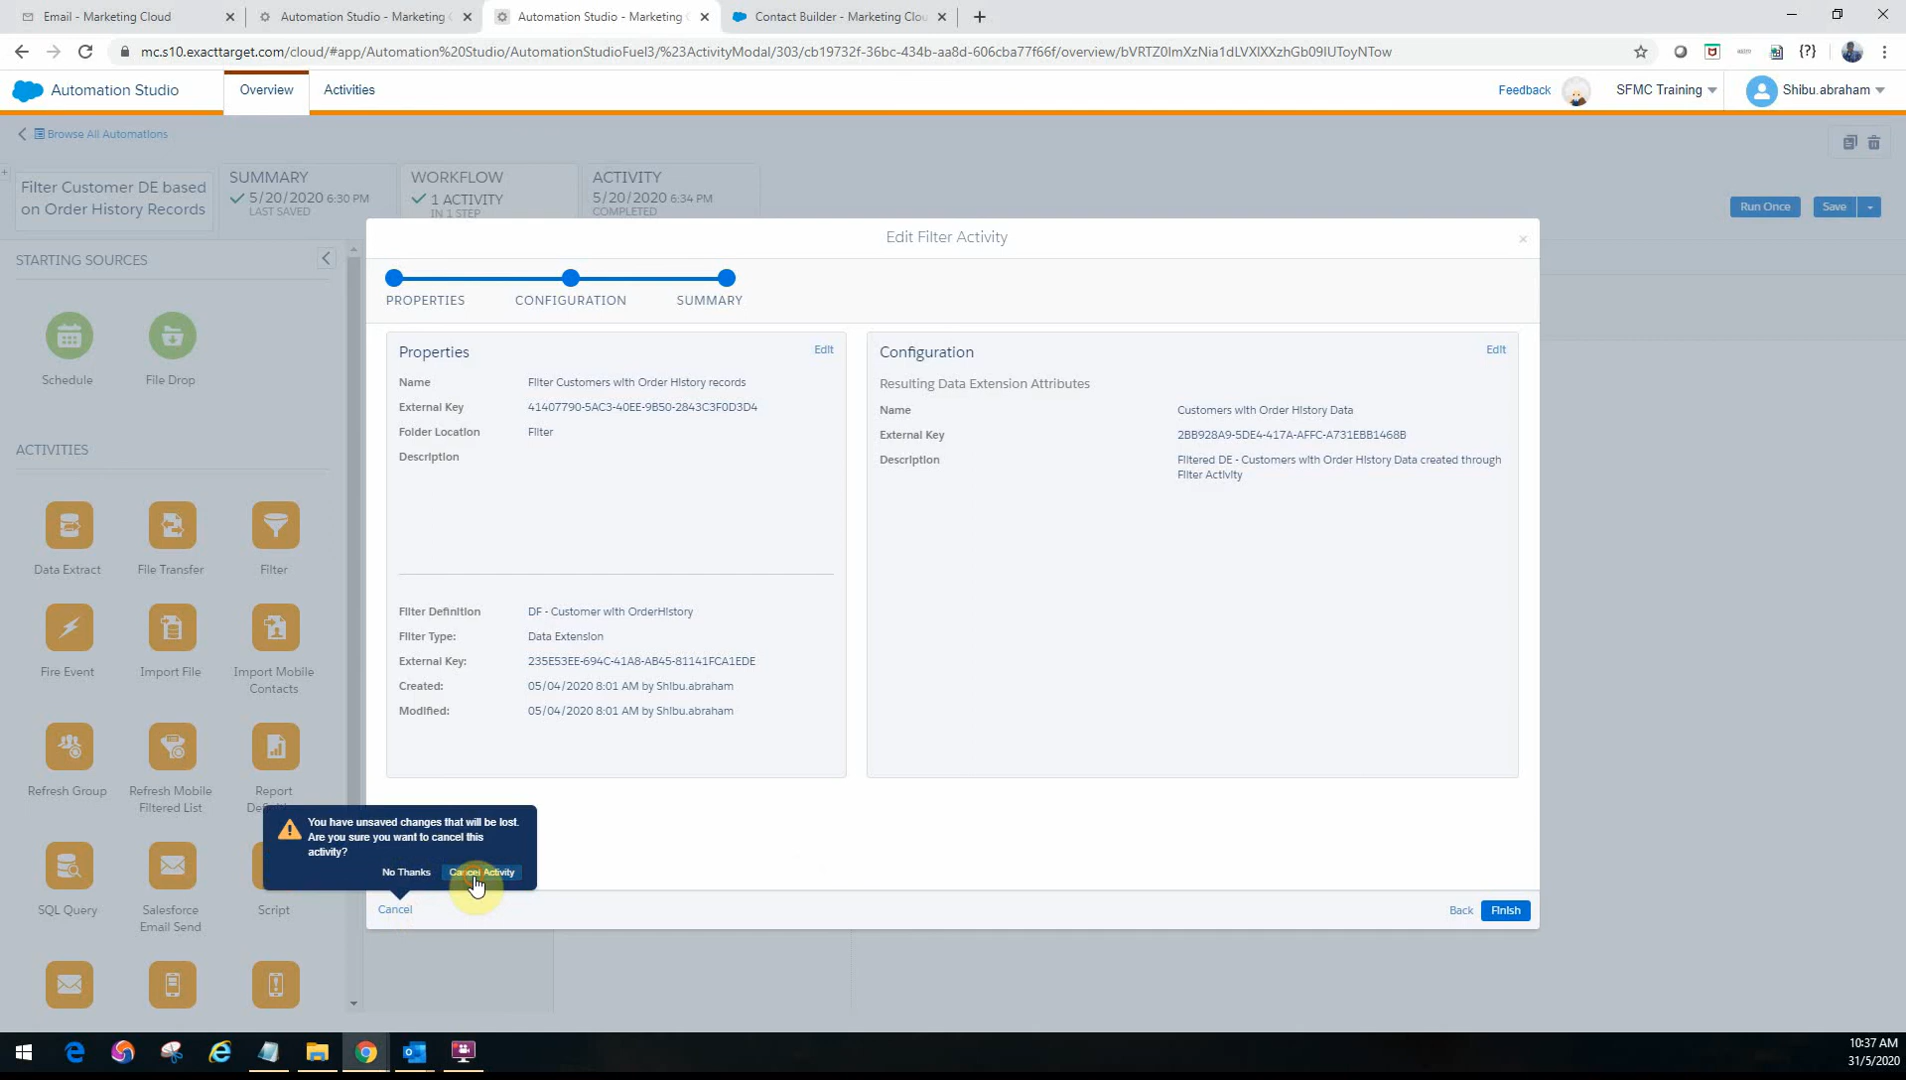 Email - Marketing Cloud
Automation Studio - Marketing
Automation Studio - Marketing
Contact Builder - Marketing Clou
mc.s10.exacttarget.com/cloud/#app/Automation%20Studio/AutomationStudioFuel3/%23ActivityModal/303/cb19732f-36bc-434b-aa8d-606cba77f66f/overview/bVRTZ0lmXzNia1dLVXlXXzhGb09IUToyNTow
Automation Studio
Overview
Activities
Feedback
SFMC Training
Shibu.abraham
Browse All Automations
Filter Customer DE based
on Order History Records
SUMMARY
5/20/2020 6:30 PM
LAST SAVED
WORKFLOW
1 ACTIVITY
IN 1 STEP
ACTIVITY
5/20/2020 6:34 PM
COMPLETED
Run Once
Save
STARTING SOURCES
Schedule
File Drop
ACTIVITIES
Data Extract
File Transfer
Filter
Fire Event
Import File
Import Mobile
Contacts
Refresh Group
Refresh Mobile
Filtered List
Report
SQL Query
Salesforce
Email Send
Script
Edit Filter Activity
PROPERTIES
CONFIGURATION
SUMMARY
Properties
Edit
Name
Filter Customers with Order History records
External Key
41407790-5AC3-40EE-9B50-2843C3F0D3D4
Folder Location
Filter
Description
Filter Definition
DF - Customer with OrderHistory
Filter Type:
Data Extension
External Key:
235E53EE-694C-41A8-AB45-81141FCA1EDE
Created:
05/04/2020 8:01 AM by Shibu.abraham
Modified:
05/04/2020 8:01 AM by Shibu.abraham
Configuration
Edit
Resulting Data Extension Attributes
Name
Customers with Order History Data
External Key
2BB928A9-5DE4-417A-AFFC-A731EBB1468B
Description
Filtered DE - Customers with Order History Data created through
Filter Activity
You have unsaved changes that will be lost.
Are you sure you want to cancel this
activity?
No Thanks
Cancel Activity
Cancel
Back
Finish
10:37 AM
31/5/2020